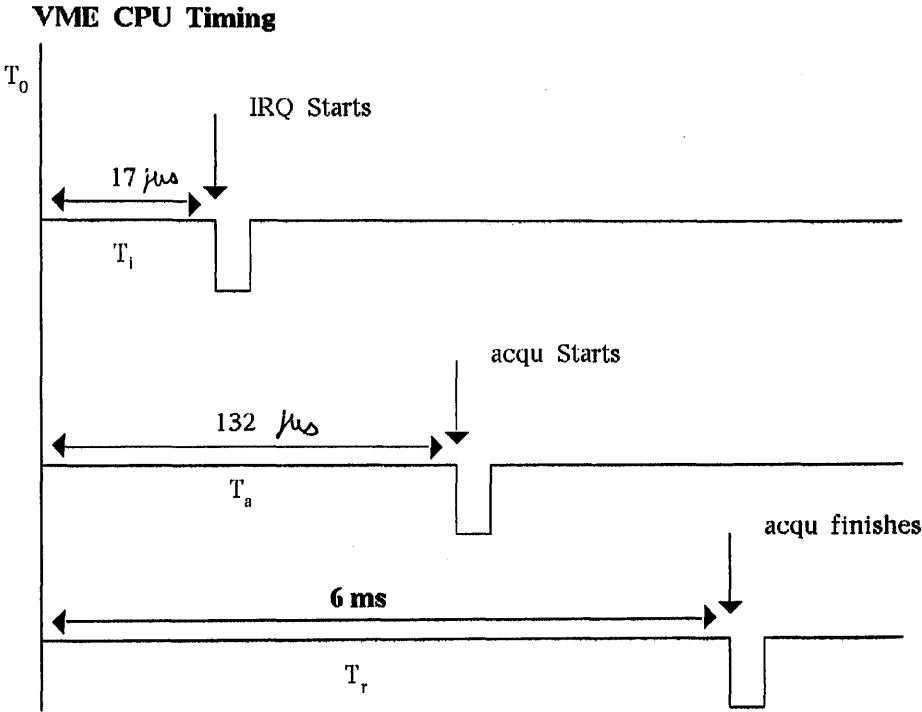 VME CPU Timing
T₀
IRQ Starts
17 μs
Tᵢ
acqu Starts
132 μs
Tₐ
acqu finishes
6 ms
Tᵣ